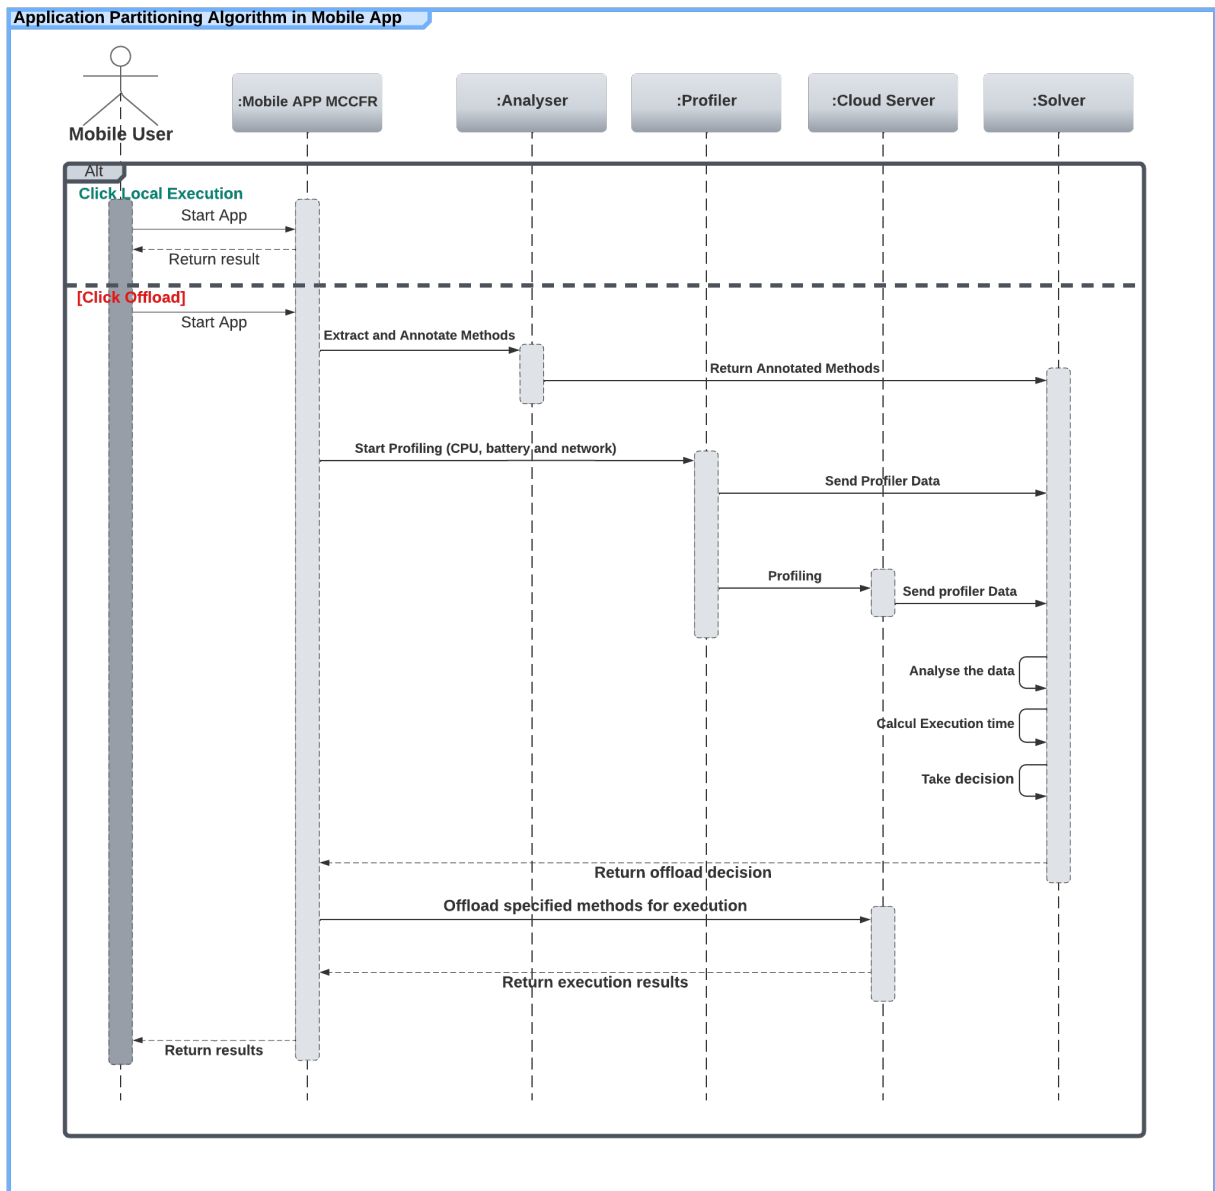 Application Partitioning Algorithm in Mobile App
Mobile User
:Mobile APP MCCFR
:Analyser
:Profiler
:Cloud Server
:Solver
Alt
Click Local Execution
Start App
Return result
[Click Offload]
Start App
Extract and Annotate Methods
Return Annotated Methods
Start Profiling (CPU, battery and network)
Send Profiler Data
Profiling
Send profiler Data
Analyse the data
Calcul Execution time
Take decision
Return offload decision
Offload specified methods for execution
Return execution results
Return results